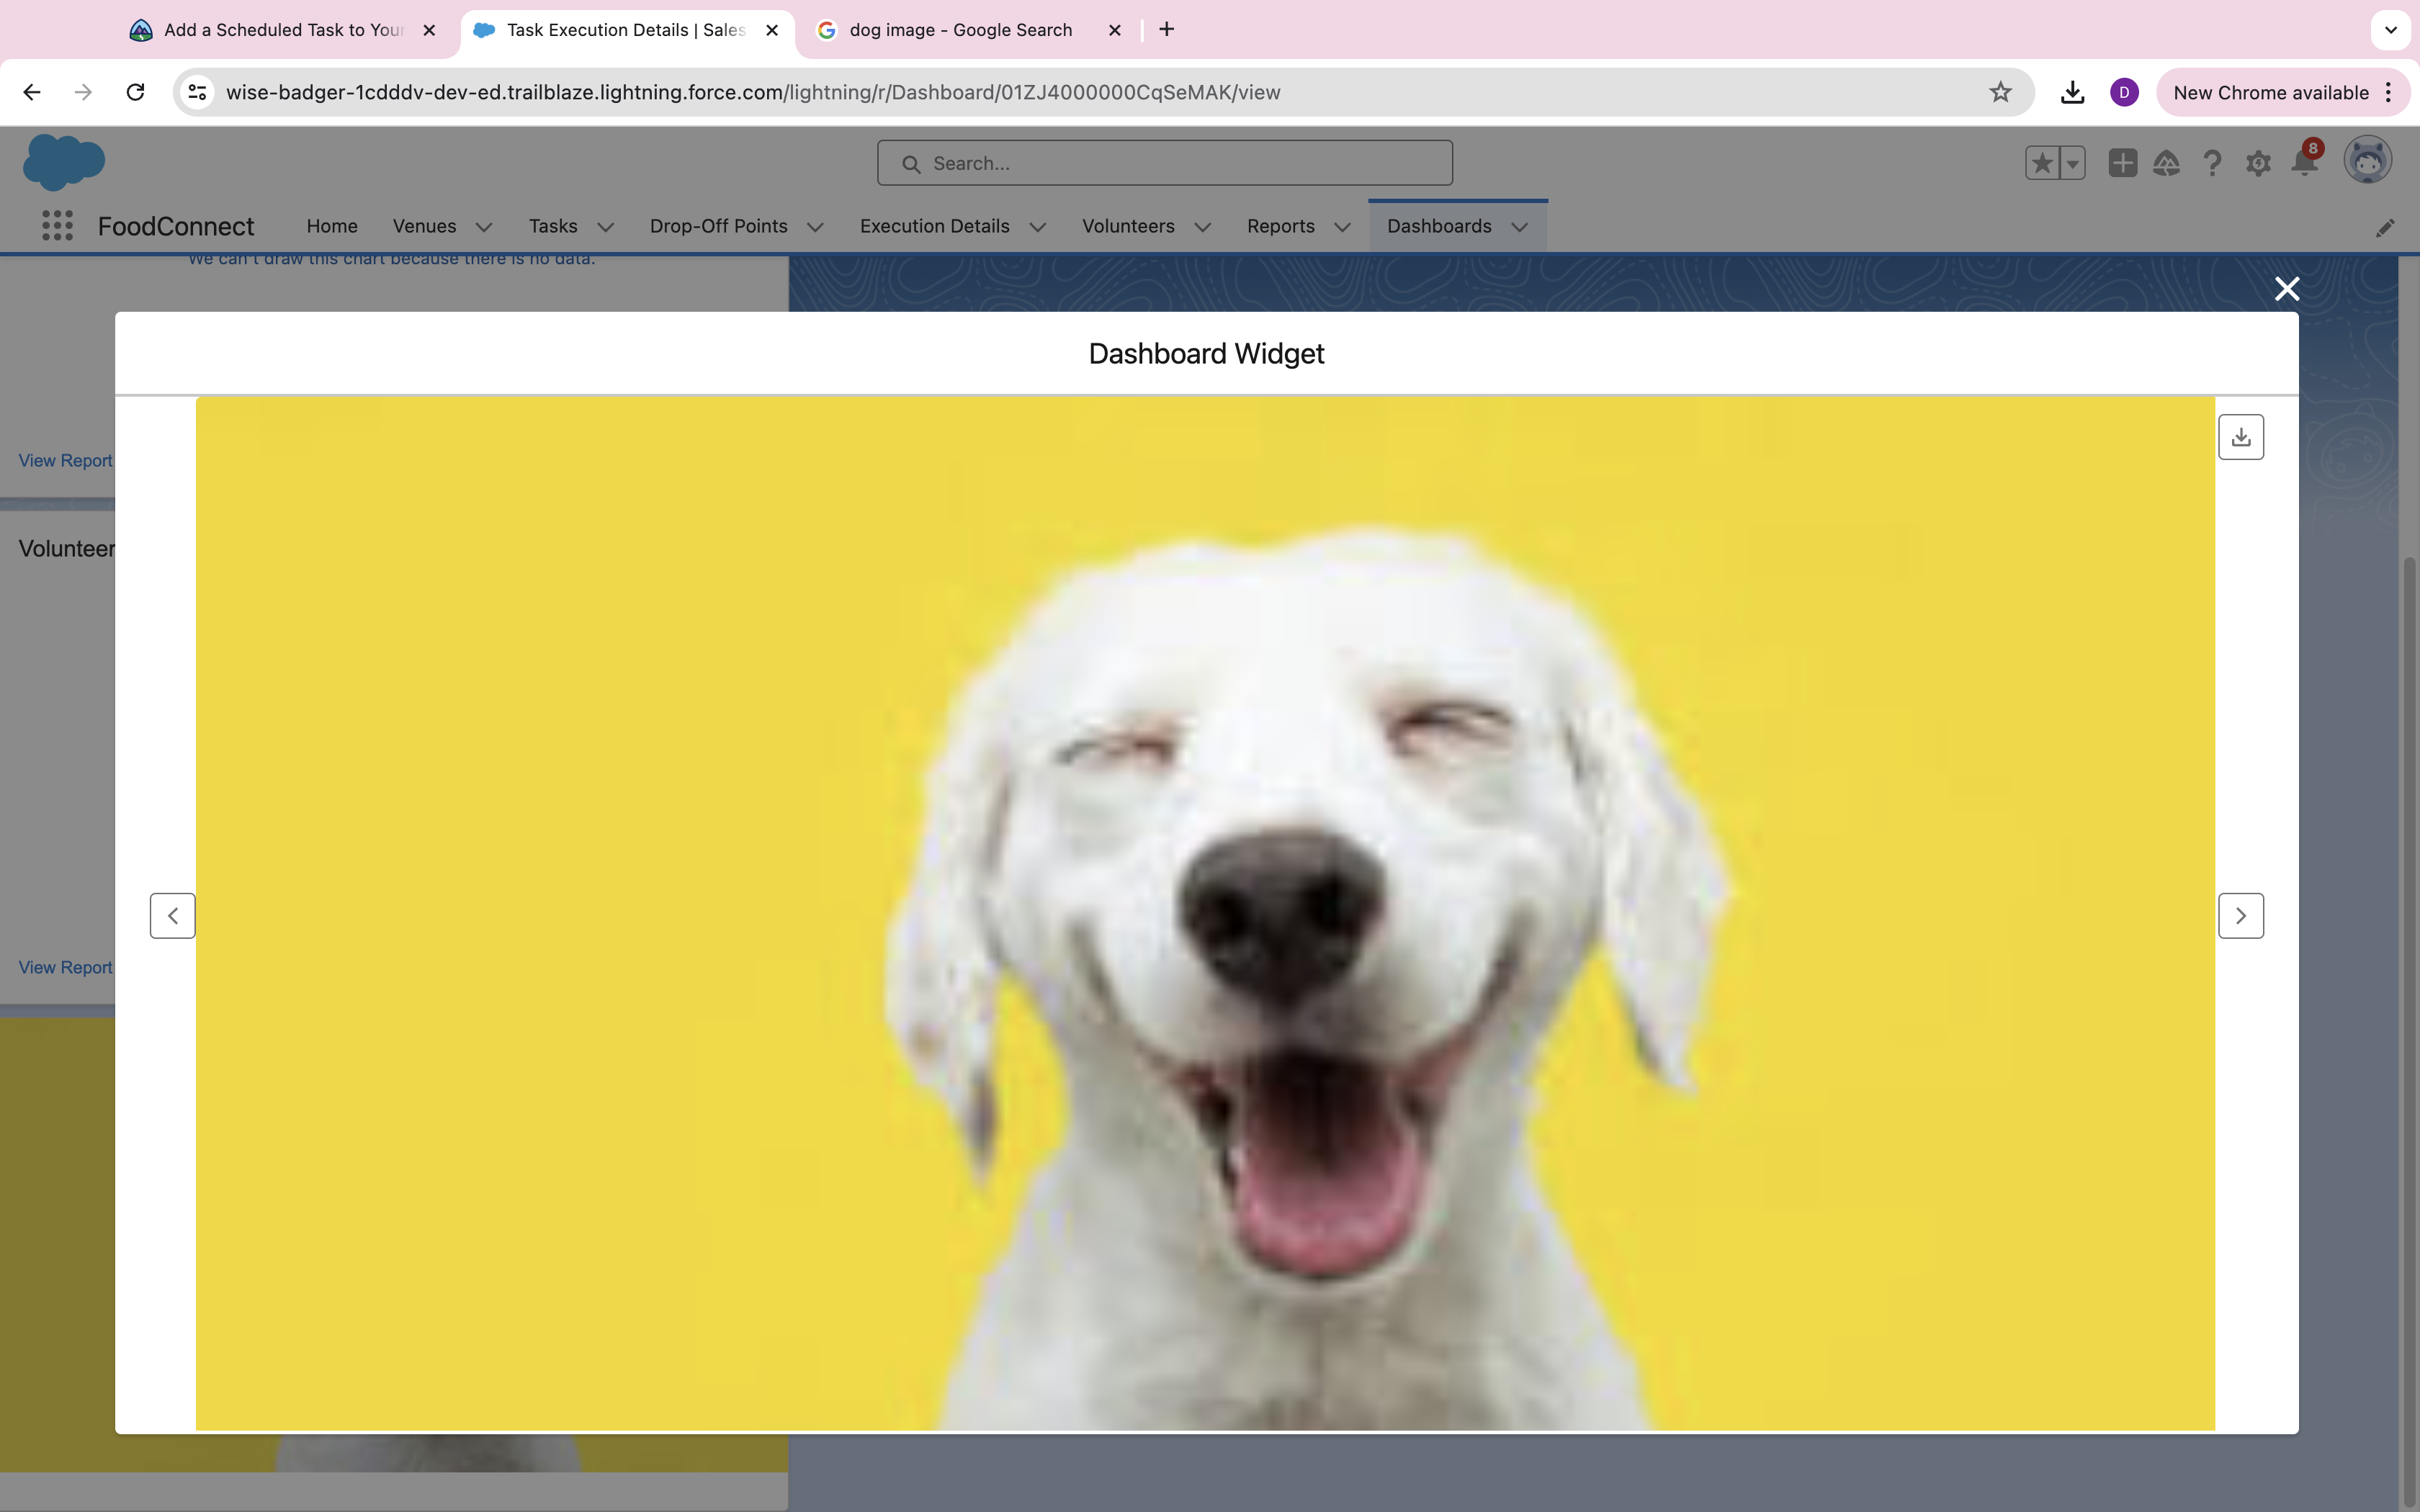 Add a Scheduled Task to Your
Task Execution Details | Sales
dog image - Google Search
wise-badger-1cdddv-dev-ed.trailblaze.lightning.force.com/lightning/r/Dashboard/01ZJ4000000CqSeMAK/view
D
New Chrome available
Search...
8
FoodConnect
Home
Venues
Tasks
Drop-Off Points
Execution Details
Volunteers
Reports
Dashboards
We can't draw this chart because there is no data.
Dashboard Widget
View Report
Volunteer
View Report